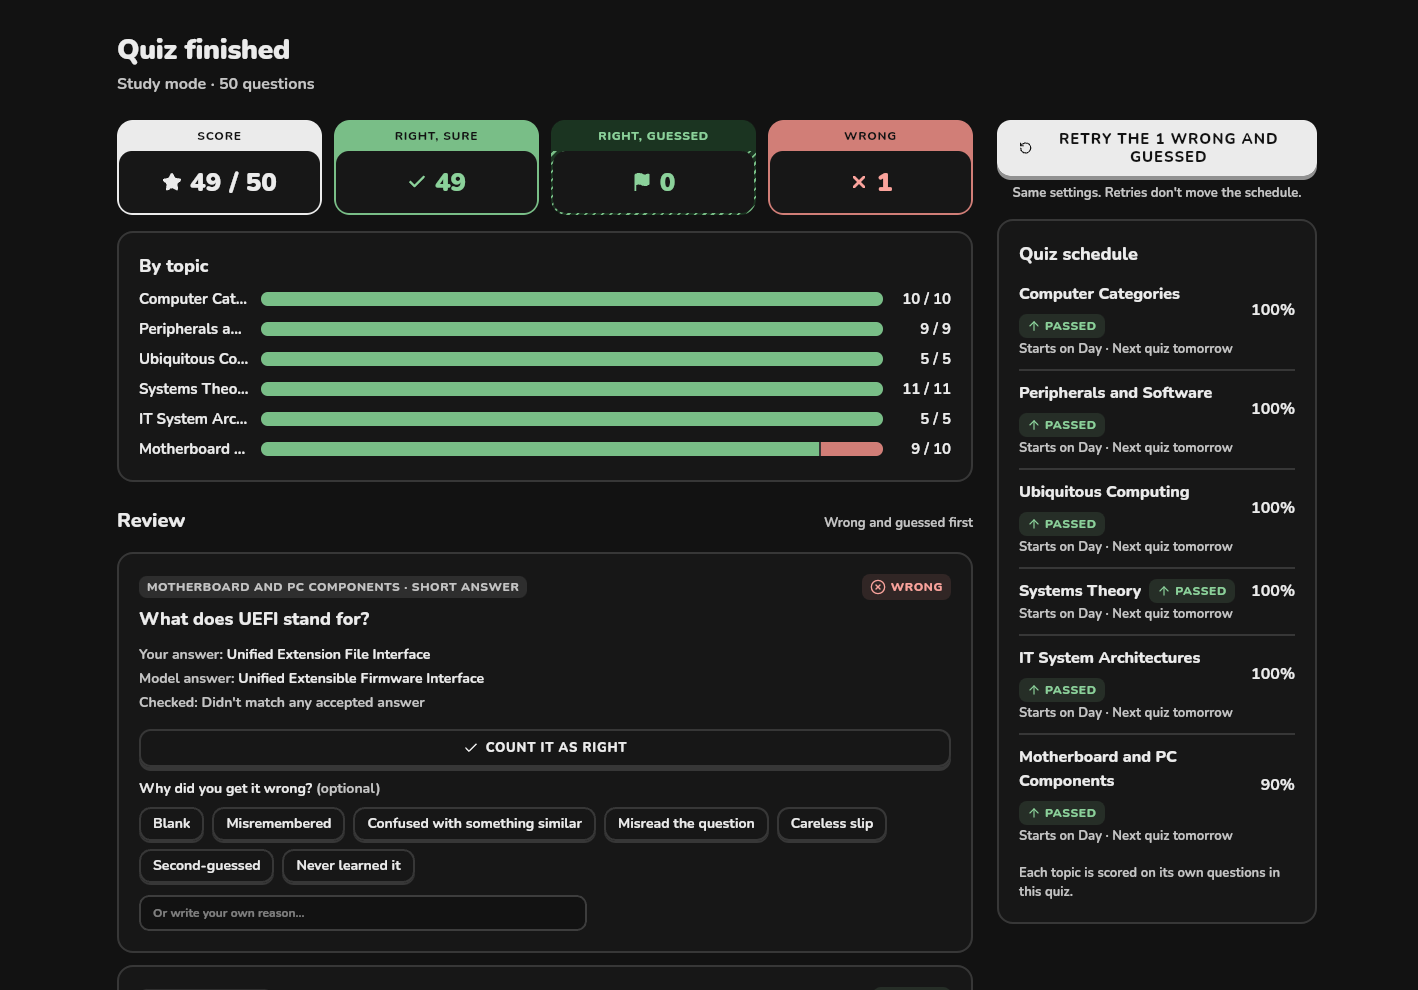 Quiz finished
Study mode · 50 questions
SCORE
49 / 50
RIGHT, SURE
49
RIGHT, GUESSED
0
WRONG
1
By topic
Computer Cat... 10 / 10
Peripherals a... 9 / 9
Ubiquitous Co... 5 / 5
Systems Theo... 11 / 11
IT System Arc... 5 / 5
Motherboard ... 9 / 10
Review
Wrong and guessed first
MOTHERBOARD AND PC COMPONENTS · SHORT ANSWER
WRONG
What does UEFI stand for?
Your answer: Unified Extension File Interface
Model answer: Unified Extensible Firmware Interface
Checked: Didn't match any accepted answer
COUNT IT AS RIGHT
Why did you get it wrong? (optional)
Blank
Misremembered
Confused with something similar
Misread the question
Careless slip
Second-guessed
Never learned it
Or write your own reason...
RETRY THE 1 WRONG AND
GUESSED
Same settings. Retries don't move the schedule.
Quiz schedule
Computer Categories
PASSED
100%
Starts on Day · Next quiz tomorrow
Peripherals and Software
PASSED
100%
Starts on Day · Next quiz tomorrow
Ubiquitous Computing
PASSED
100%
Starts on Day · Next quiz tomorrow
Systems Theory PASSED 100%
Starts on Day · Next quiz tomorrow
IT System Architectures
PASSED
100%
Starts on Day · Next quiz tomorrow
Motherboard and PC
Components
PASSED
90%
Starts on Day · Next quiz tomorrow
Each topic is scored on its own questions in
this quiz.